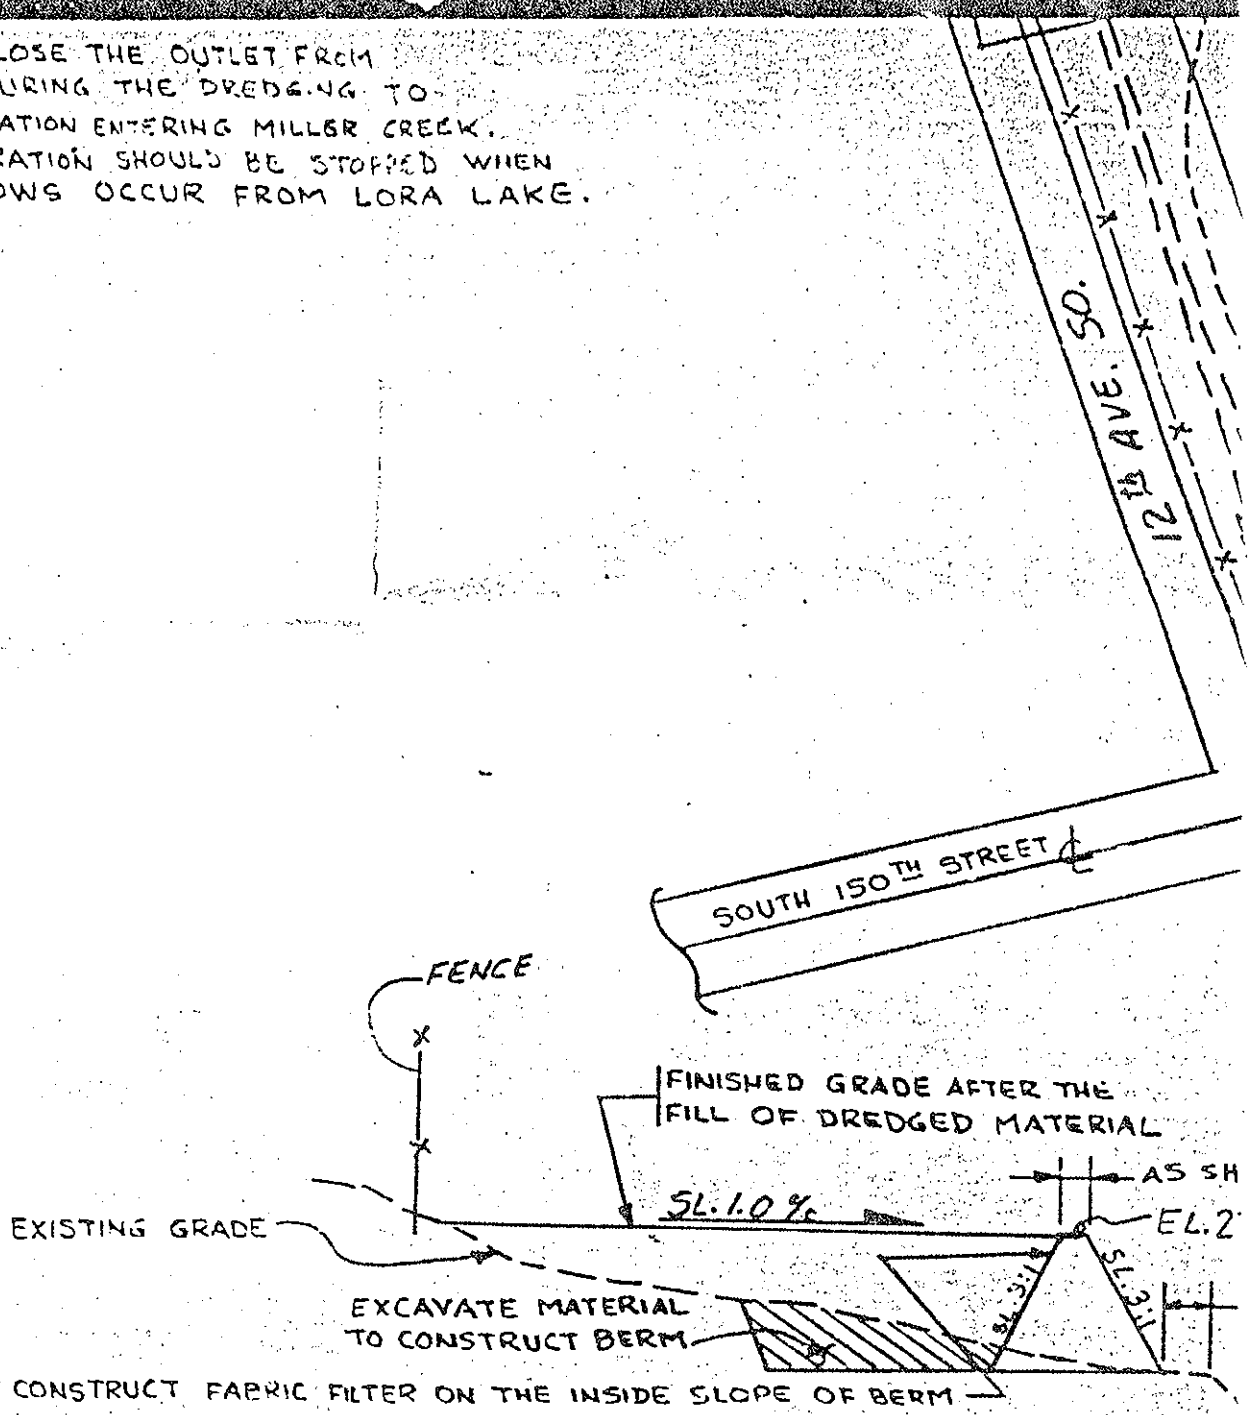 LOSE THE OUTLET FROM
URING THE DREDGING TO
ATION ENTERING MILLER CREEK.
RATION SHOULD BE STOPPED WHEN
OWS OCCUR FROM LORA LAKE.
12th AVE. SO.
SOUTH 150TH STREET ℄
FENCE
FINISHED GRADE AFTER THE
FILL OF DREDGED MATERIAL
AS SH
SL. 1.0 %
EL. 2
EXISTING GRADE
SL. 3:1
SL. 3:1
EXCAVATE MATERIAL
TO CONSTRUCT BERM
CONSTRUCT FABRIC FILTER ON THE INSIDE SLOPE OF BERM